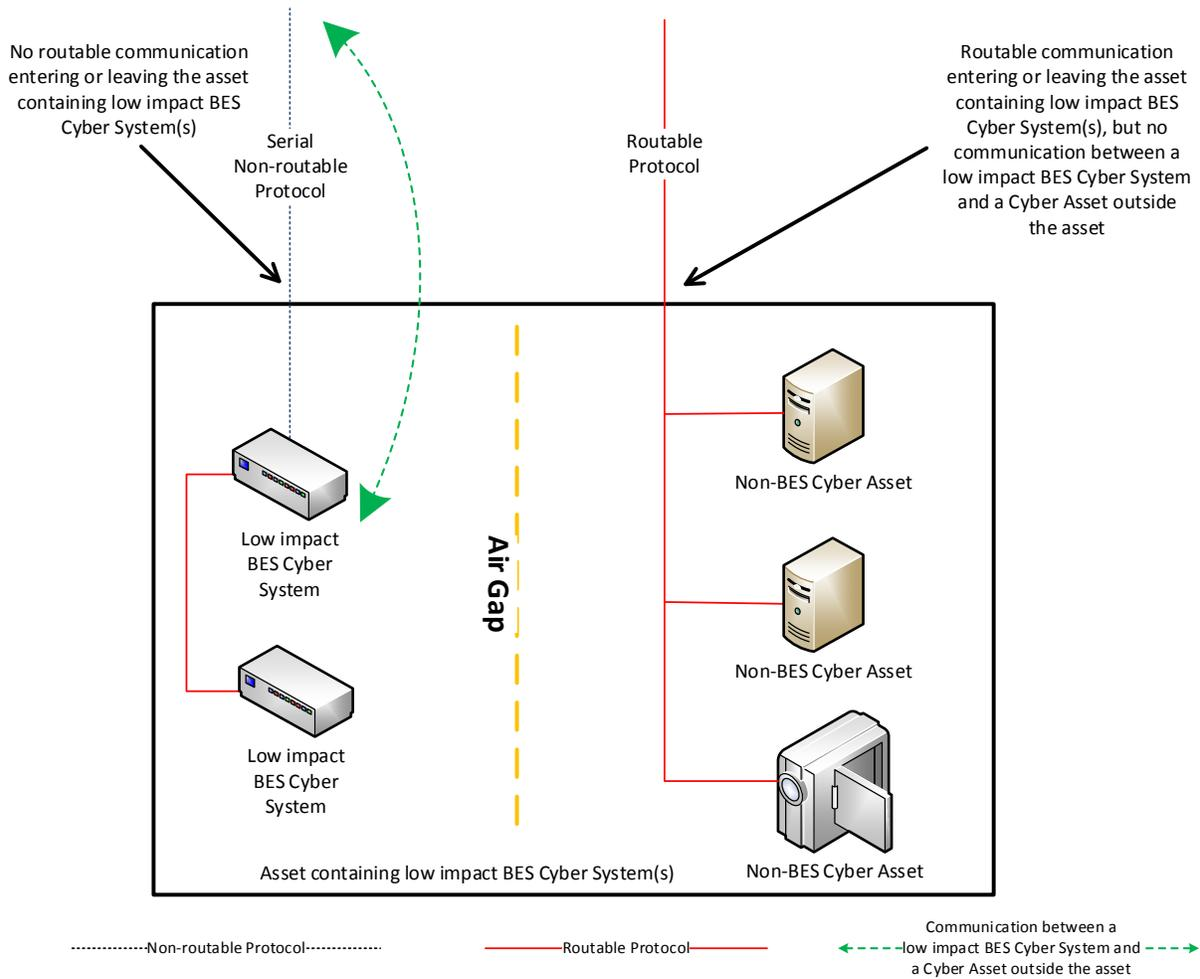 No routable communication
entering or leaving the asset
containing low impact BES
Cyber System(s)
Serial
Non-routable
Protocol
Routable
Protocol
Routable communication
entering or leaving the asset
containing low impact BES
Cyber System(s), but no
communication between a
low impact BES Cyber System
and a Cyber Asset outside
the asset
Low impact
BES Cyber
System
Low impact
BES Cyber
System
Air Gap
Non-BES Cyber Asset
Non-BES Cyber Asset
Non-BES Cyber Asset
Asset containing low impact BES Cyber System(s)
Non-routable Protocol
Routable Protocol
Communication between a
low impact BES Cyber System and
a Cyber Asset outside the asset